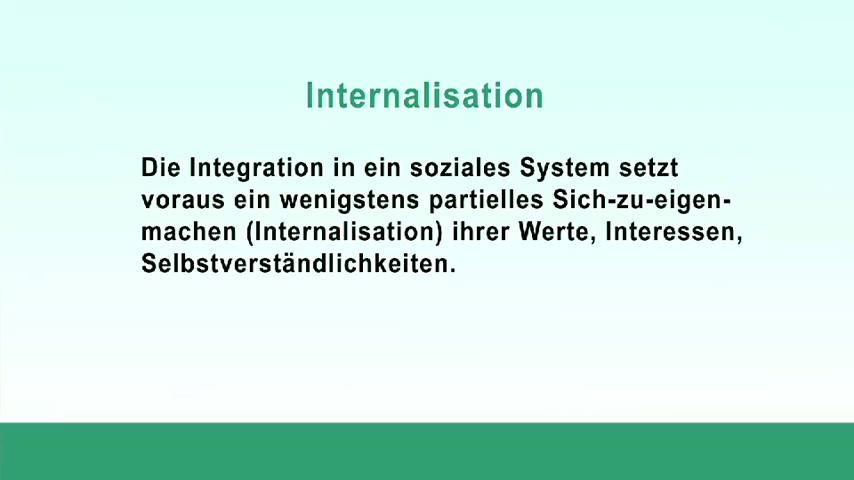 Internalisation
Die Integration in ein soziales System setzt
voraus ein wenigstens partielles Sich-zu-eigen-
machen (Internalisation) ihrer Werte, Interessen,
Selbstverständlichkeiten.